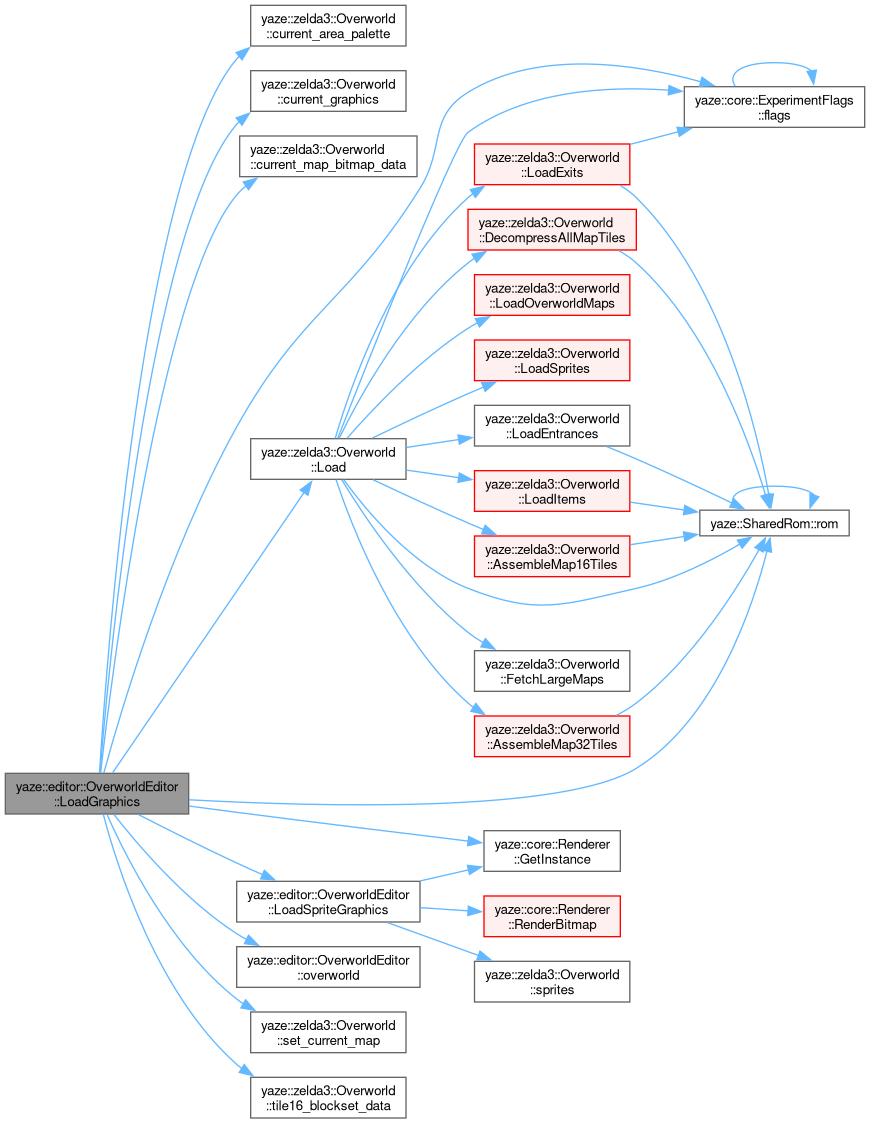 yaze::zelda3::Overworld
::current_area_palette
yaze::zelda3::Overworld
::current_graphics
yaze::zelda3::Overworld
::current_map_bitmap_data
yaze::core::ExperimentFlags
::flags
yaze::zelda3::Overworld
::LoadExits
yaze::zelda3::Overworld
::DecompressAllMapTiles
yaze::zelda3::Overworld
::LoadOverworldMaps
yaze::zelda3::Overworld
::LoadSprites
yaze::zelda3::Overworld
::LoadEntrances
yaze::zelda3::Overworld
::Load
yaze::zelda3::Overworld
::LoadItems
yaze::SharedRom::rom
yaze::zelda3::Overworld
::AssembleMap16Tiles
yaze::zelda3::Overworld
::FetchLargeMaps
yaze::zelda3::Overworld
::AssembleMap32Tiles
yaze::editor::OverworldEditor
::LoadGraphics
yaze::core::Renderer
::GetInstance
yaze::editor::OverworldEditor
::LoadSpriteGraphics
yaze::core::Renderer
::RenderBitmap
yaze::editor::OverworldEditor
::overworld
yaze::zelda3::Overworld
::sprites
yaze::zelda3::Overworld
::set_current_map
yaze::zelda3::Overworld
::tile16_blockset_data